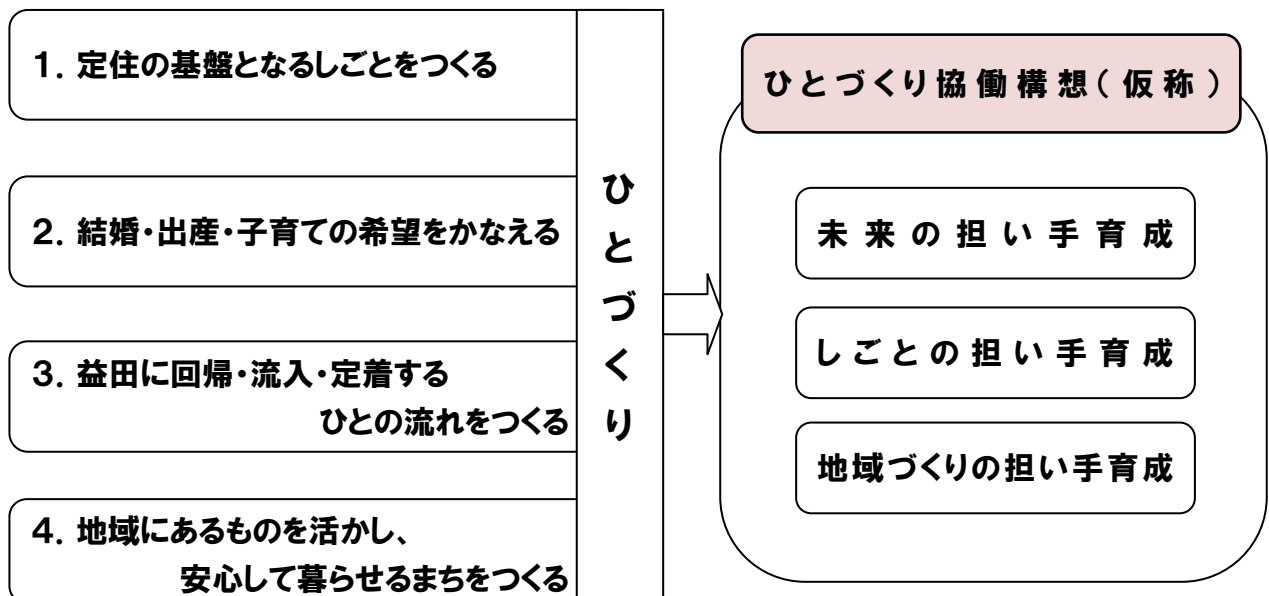 1. 定住の基盤となるしごとをつくる
2. 結婚・出産・子育ての希望をかなえる
3. 益田に回帰・流入・定着する
ひとの流れをつくる
4. 地域にあるものを活かし、
安心して暮らせるまちをつくる
ひとづくり
ひとづくり協働構想(仮称)
未来の担い手育成
しごとの担い手育成
地域づくりの担い手育成